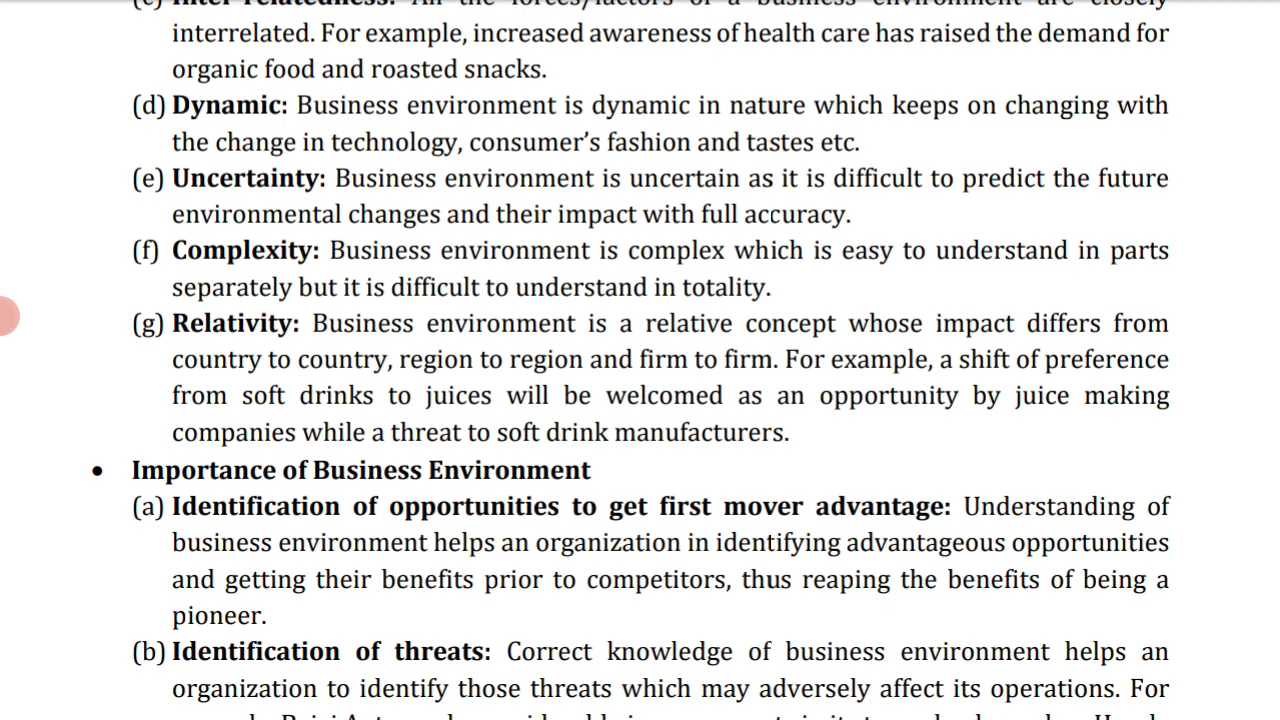 interrelated. For example, increased awareness of health care has raised the demand for
organic food and roasted snacks.
(d) Dynamic: Business environment is dynamic in nature which keeps on changing with
the change in technology, consumer’s fashion and tastes etc.
(e) Uncertainty: Business environment is uncertain as it is difficult to predict the future
environmental changes and their impact with full accuracy.
(f) Complexity: Business environment is complex which is easy to understand in parts
separately but it is difficult to understand in totality.
(g) Relativity: Business environment is a relative concept whose impact differs from
country to country, region to region and firm to firm. For example, a shift of preference
from soft drinks to juices will be welcomed as an opportunity by juice making
companies while a threat to soft drink manufacturers.
• Importance of Business Environment
(a) Identification of opportunities to get first mover advantage: Understanding of
business environment helps an organization in identifying advantageous opportunities
and getting their benefits prior to competitors, thus reaping the benefits of being a
pioneer.
(b) Identification of threats: Correct knowledge of business environment helps an
organization to identify those threats which may adversely affect its operations. For